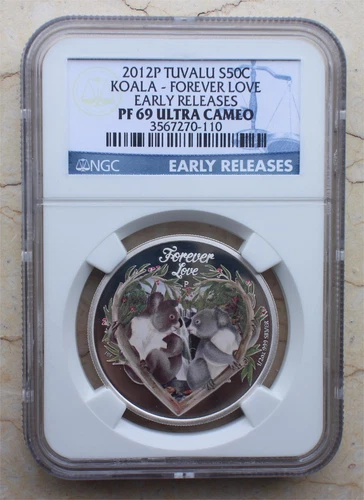 2012P TUVALU S50C
KOALA - FOREVER LOVE
EARLY RELEASES
PF 69 ULTRA CAMEO
3567270-110
NGC
EARLY RELEASES
Forever
Love
P